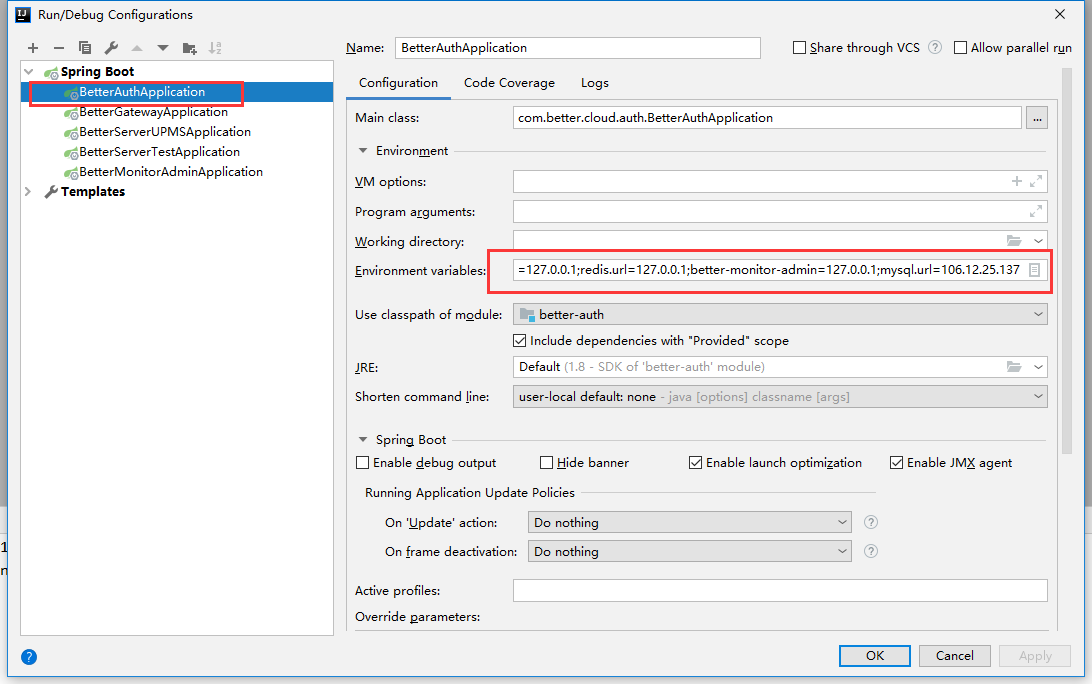 Run/Debug Configurations
Name: BetterAuthApplication
Share through VCS ?
Allow parallel run
Spring Boot
BetterAuthApplication
BetterGatewayApplication
BetterServerUPMSApplication
BetterServerTestApplication
BetterMonitorAdminApplication
Templates
Configuration Code Coverage Logs
Main class: com.better.cloud.auth.BetterAuthApplication ...
Environment
VM options:
Program arguments:
Working directory:
Environment variables: =127.0.0.1;redis.url=127.0.0.1;better-monitor-admin=127.0.0.1;mysql.url=106.12.25.137
Use classpath of module: better-auth
Include dependencies with "Provided" scope
JRE: Default (1.8 - SDK of 'better-auth' module)
Shorten command line: user-local default: none - java [options] classname [args]
Spring Boot
Enable debug output Hide banner Enable launch optimization Enable JMX agent
Running Application Update Policies
On 'Update' action: Do nothing ?
On frame deactivation: Do nothing ?
Active profiles:
Override parameters:
? OK Cancel Apply